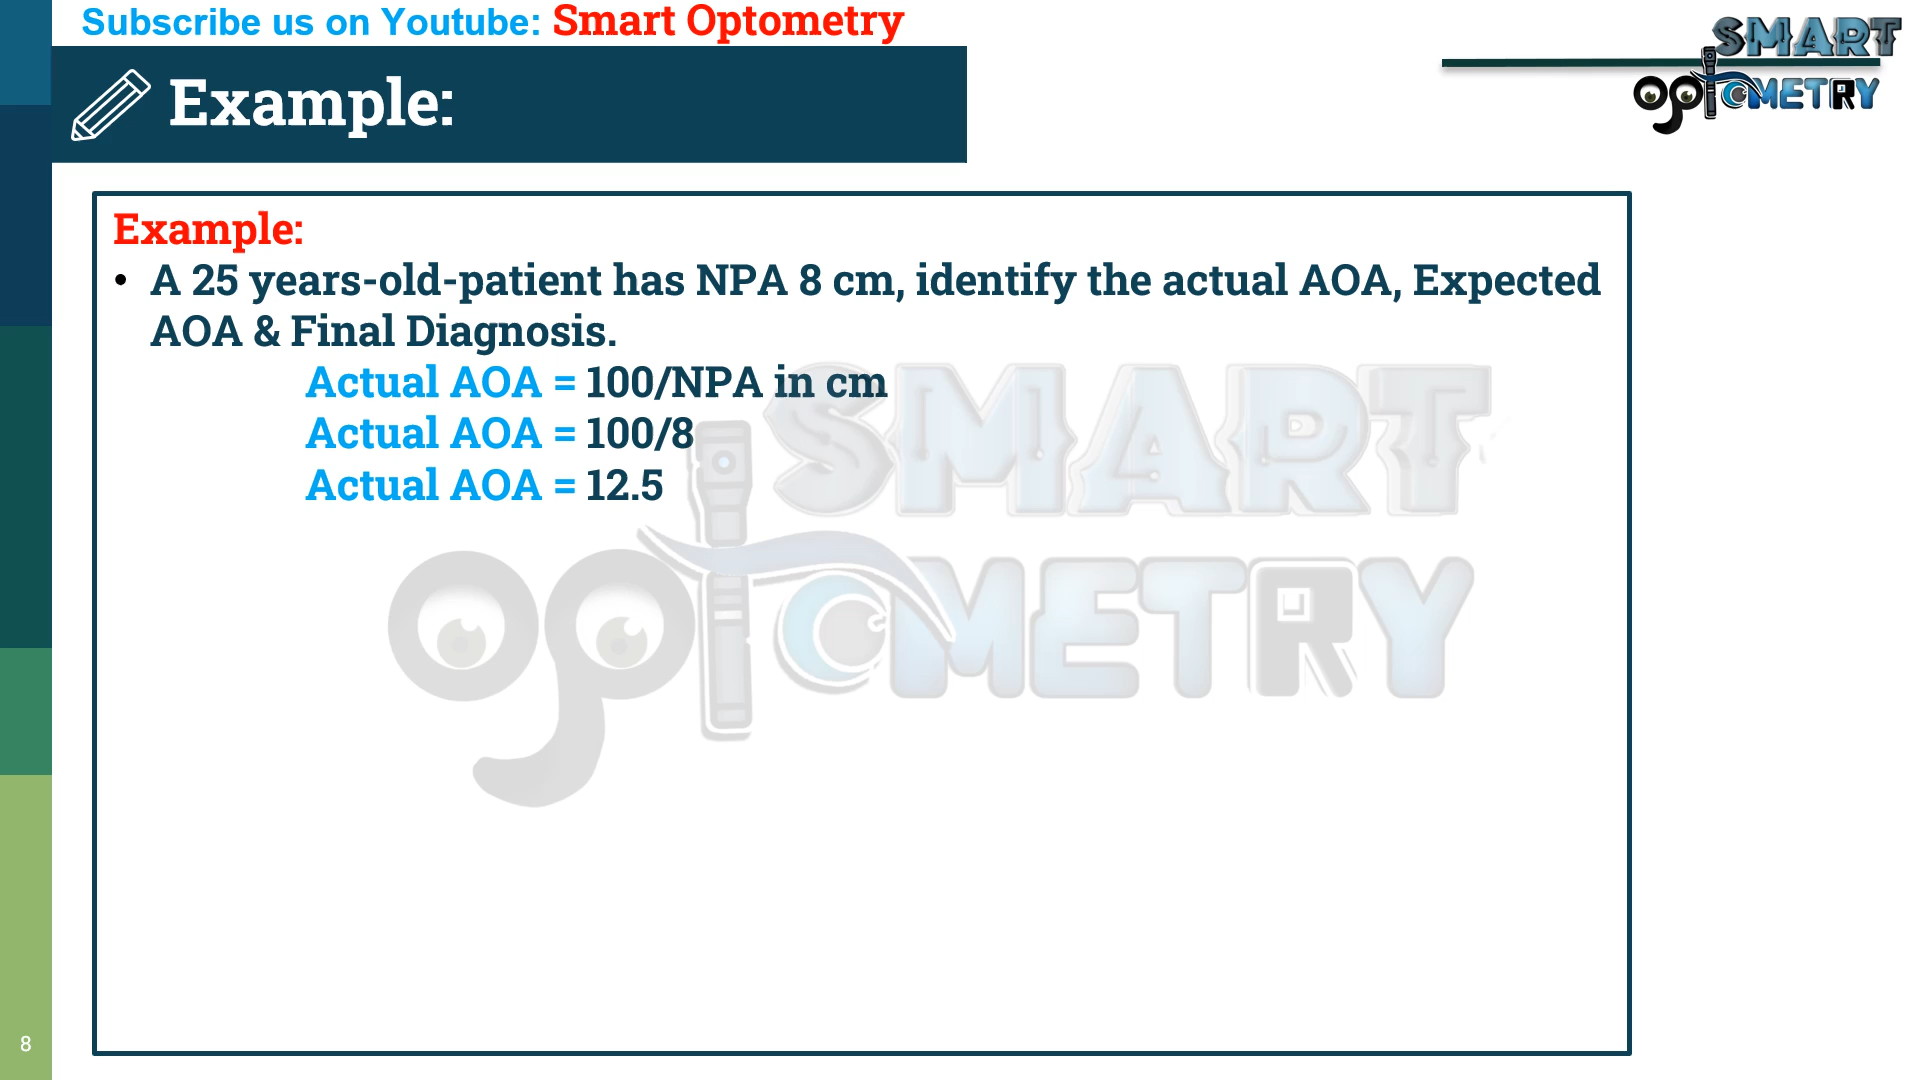 Subscribe us on Youtube: Smart Optometry
SMART
OPTOMETRY
Example:
Example:
• A 25 years-old-patient has NPA 8 cm, identify the actual AOA, Expected
AOA & Final Diagnosis.
Actual AOA = 100/NPA in cm
Actual AOA = 100/8
Actual AOA = 12.5
SMART
OPTOMETRY
8